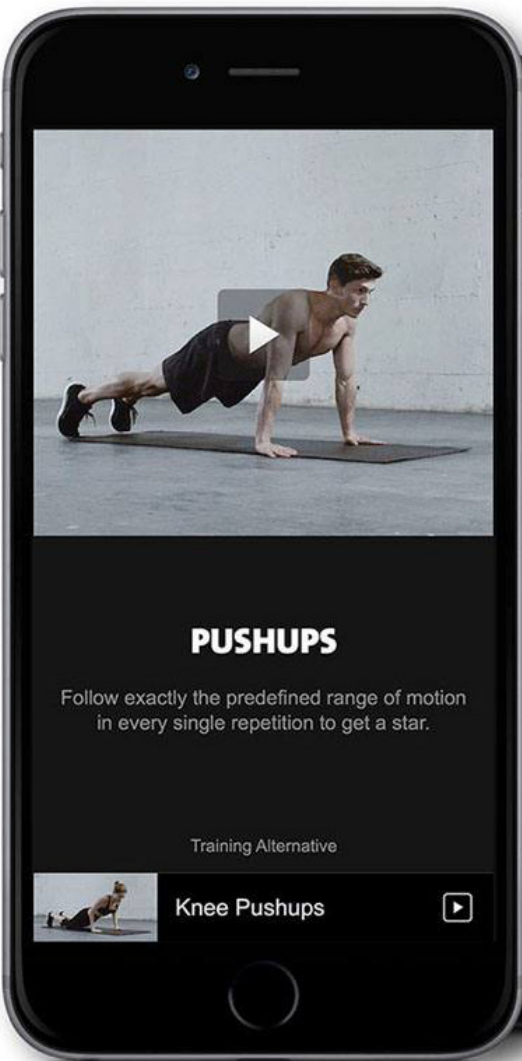 PUSHUPS
Follow exactly the predefined range of motion
in every single repetition to get a star.
Training Alternative
Knee Pushups